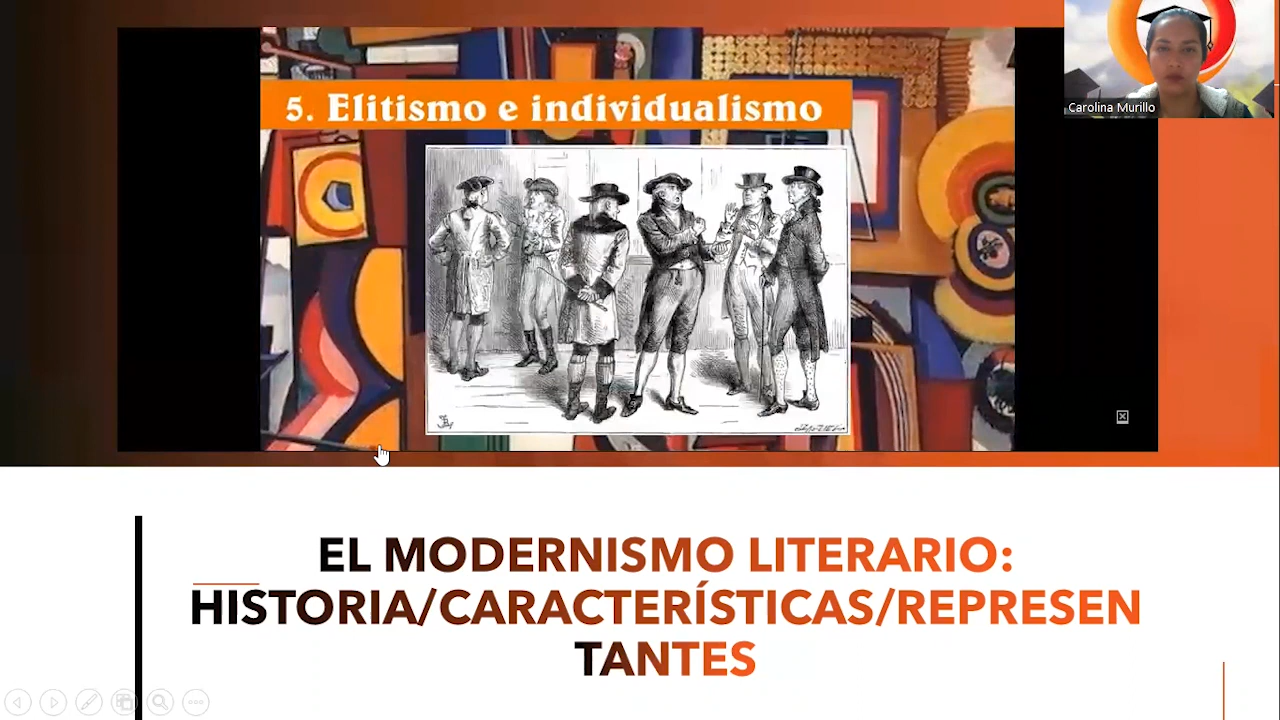 5. Elitismo e individualismo
Carolina Murillo
EL MODERNISMO LITERARIO:
HISTORIA/CARACTERÍSTICAS/REPRESEN
TANTES